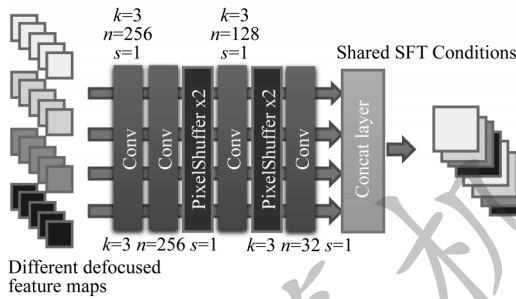 k=3
n=256
s=1
k=3
n=128
s=1
Shared SFT Conditions
Conv
Conv
PixelShuffer x2
Conv
PixelShuffer x2
Conv
Concat layer
k=3 n=256 s=1
k=3 n=32 s=1
Different defocused
feature maps
机